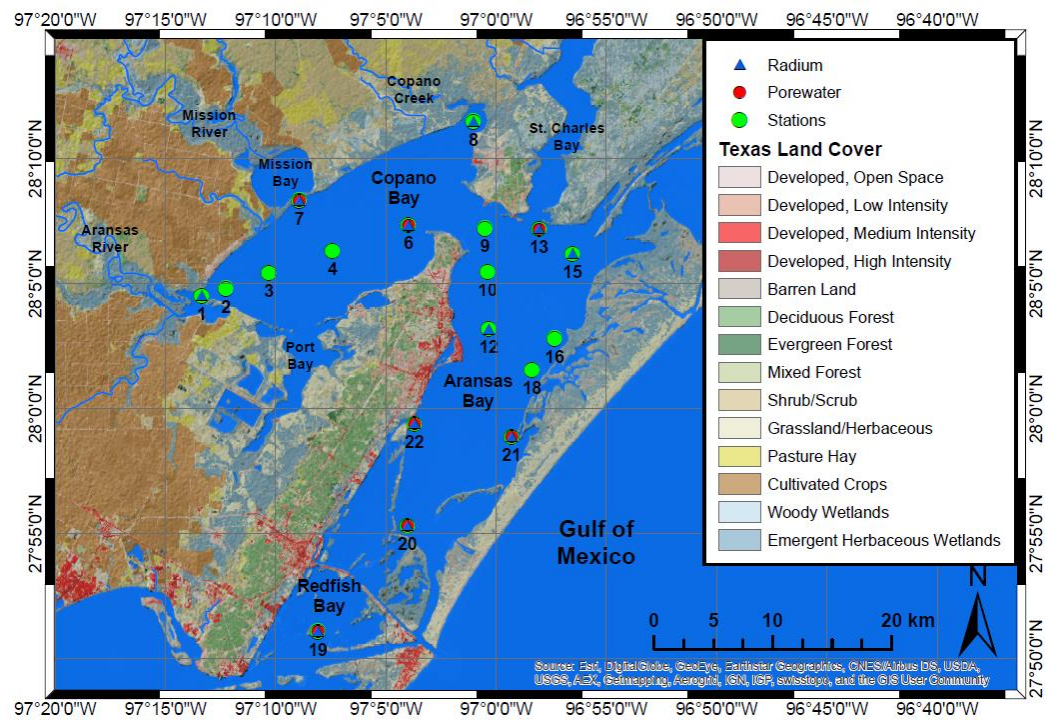 97°20'0"W 97°15'0"W 97°10'0"W 97°5'0"W 97°0'0"W 96°55'0"W 96°50'0"W 96°45'0"W 96°40'0"W
28°10'0"N
28°5'0"N
28°0'0"N
27°55'0"N
Copano
Creek
Mission
River
St. Charles
Bay
Mission
Bay
Copano
Bay
Aransas
River
Port
Bay
Aransas
Bay
Gulf of
Mexico
Redfish
Bay
8
7
6
9
13
4
15
3
10
1
2
12
16
18
22
21
20
19
Radium
Porewater
Stations
Texas Land Cover
Developed, Open Space
Developed, Low Intensity
Developed, Medium Intensity
Developed, High Intensity
Barren Land
Deciduous Forest
Evergreen Forest
Mixed Forest
Shrub/Scrub
Grassland/Herbaceous
Pasture Hay
Cultivated Crops
Woody Wetlands
Emergent Herbaceous Wetlands
N
0 5 10 20 km
Source: Esri, DigitalGlobe, GeoEye, Earthstar Geographics, CNES/Airbus DS, USDA,
USGS, AEX, Getmapping, Aerogrid, IGN, IGP, swisstopo, and the GIS User Community
28°10'0"N
28°5'0"N
28°0'0"N
27°55'0"N
27°50'0"N
97°20'0"W 97°15'0"W 97°10'0"W 97°5'0"W 97°0'0"W 96°55'0"W 96°50'0"W 96°45'0"W 96°40'0"W